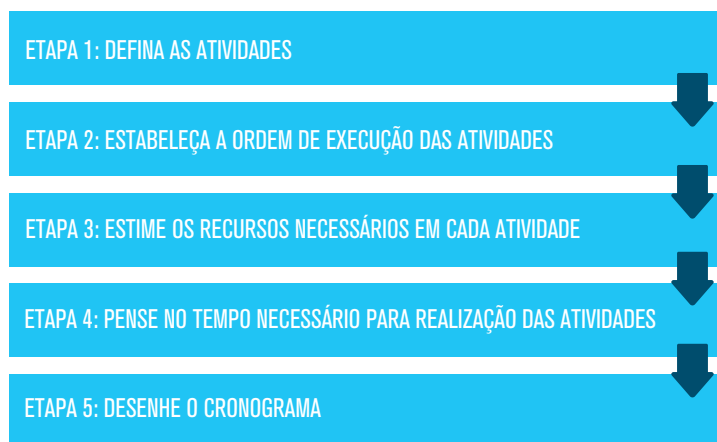 ETAPA 1: DEFINA AS ATIVIDADES
ETAPA 2: ESTABELEÇA A ORDEM DE EXECUÇÃO DAS ATIVIDADES
ETAPA 3: ESTIME OS RECURSOS NECESSÁRIOS EM CADA ATIVIDADE
ETAPA 4: PENSE NO TEMPO NECESSÁRIO PARA REALIZAÇÃO DAS ATIVIDADES
ETAPA 5: DESENHE O CRONOGRAMA